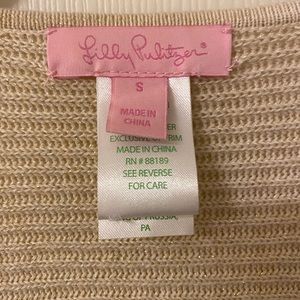 Lilly Pulitzer®
S
MADE IN
CHINA
EXCLUSIVE
MADE IN CHINA
RN # 88189
SEE REVERSE
FOR CARE
OF PRUSSIA,
PA